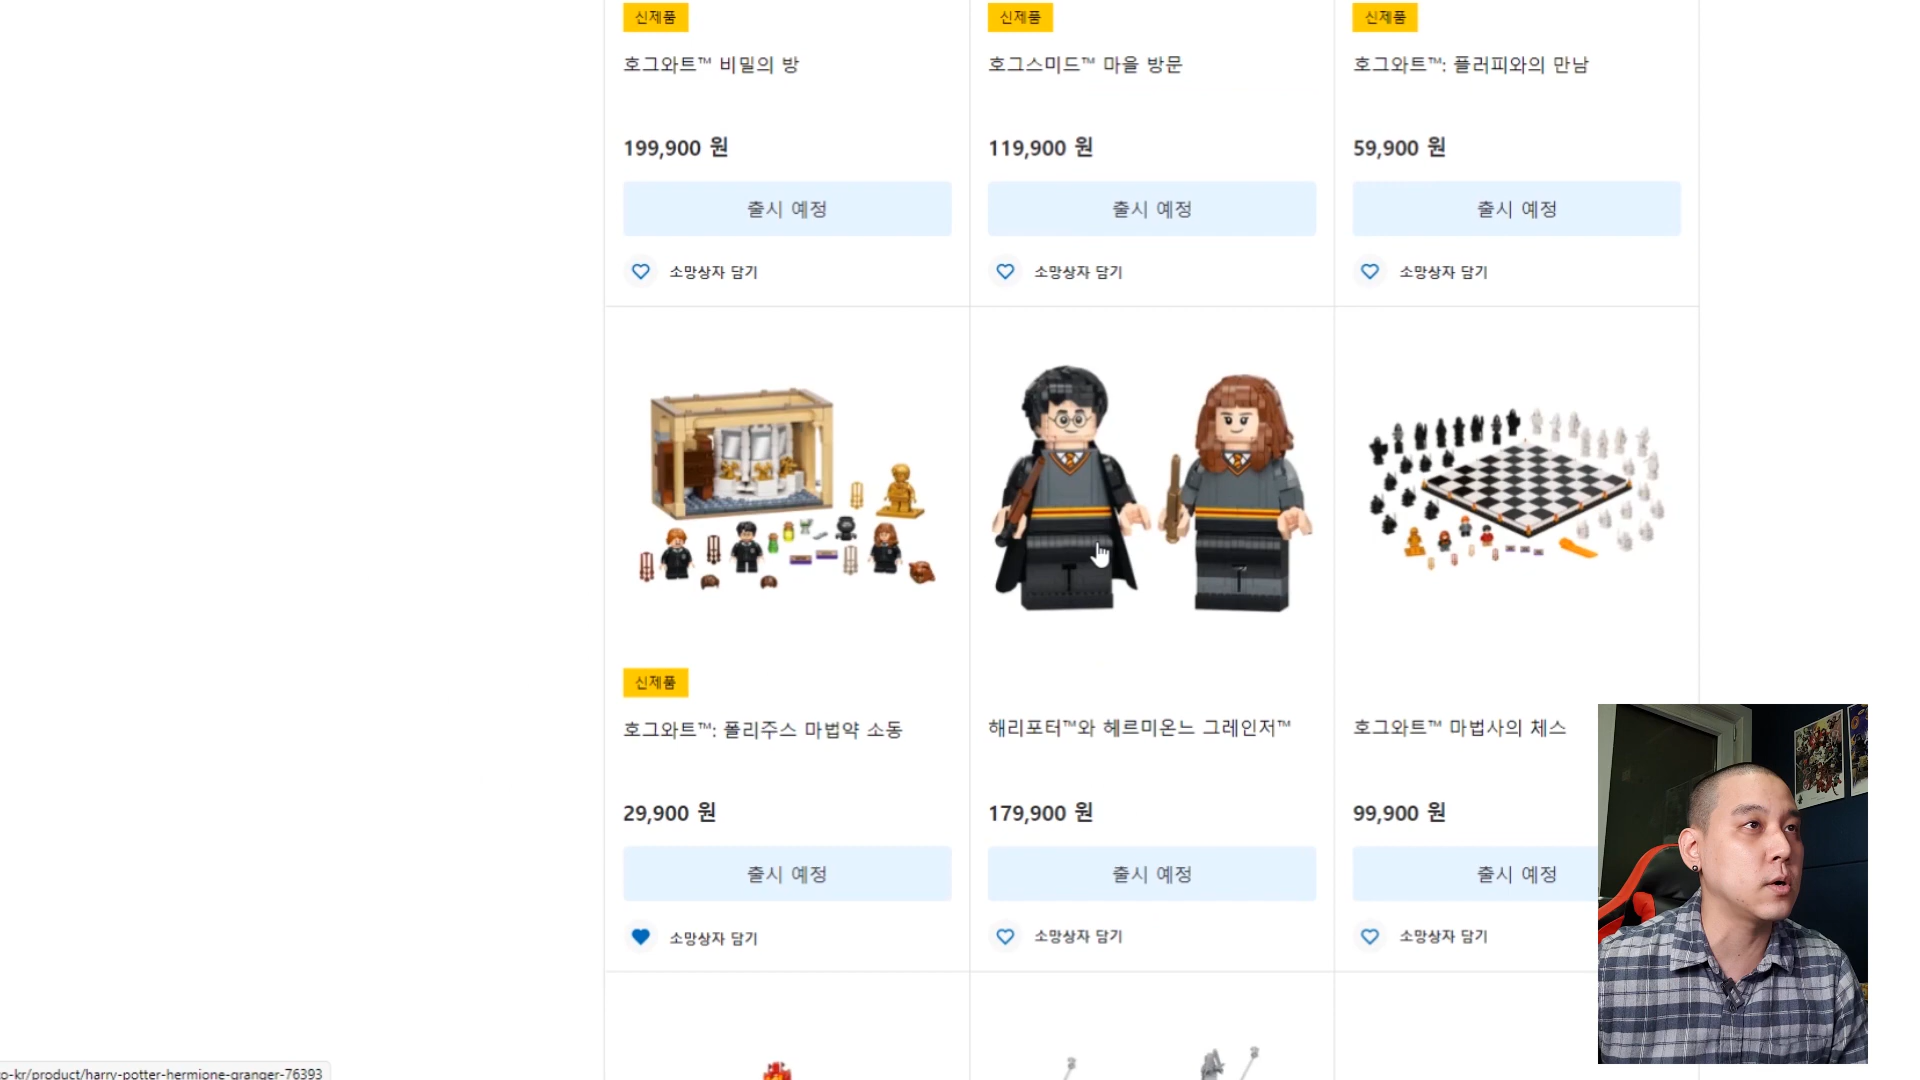 신제품
신제품
신제품
호그와트™ 비밀의 방
호그스미드™ 마을 방문
호그와트™: 플러피와의 만남
199,900 원
119,900 원
59,900 원
출시 예정
출시 예정
출시 예정
소망상자 담기
소망상자 담기
소망상자 담기
신제품
호그와트™: 폴리주스 마법약 소동
해리포터™와 헤르미온느 그레인저™
호그와트™ 마법사의 체스
29,900 원
179,900 원
99,900 원
출시 예정
출시 예정
출시 예정
소망상자 담기
소망상자 담기
소망상자 담기
o-kr/product/harry-potter-hermione-granger-76393